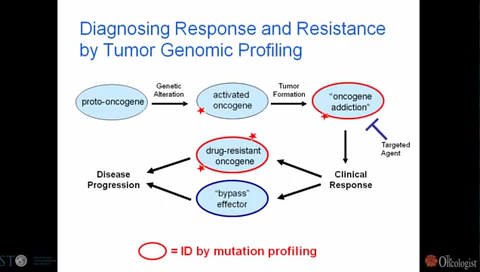 Diagnosing Response and Resistance
by Tumor Genomic Profiling
proto-oncogene
Genetic
Alteration
activated
oncogene
Tumor
Formation
"oncogene
addiction"
Targeted
Agent
drug-resistant
oncogene
Disease
Progression
Clinical
Response
"bypass"
effector
= ID by mutation profiling
STO
The Oncologist